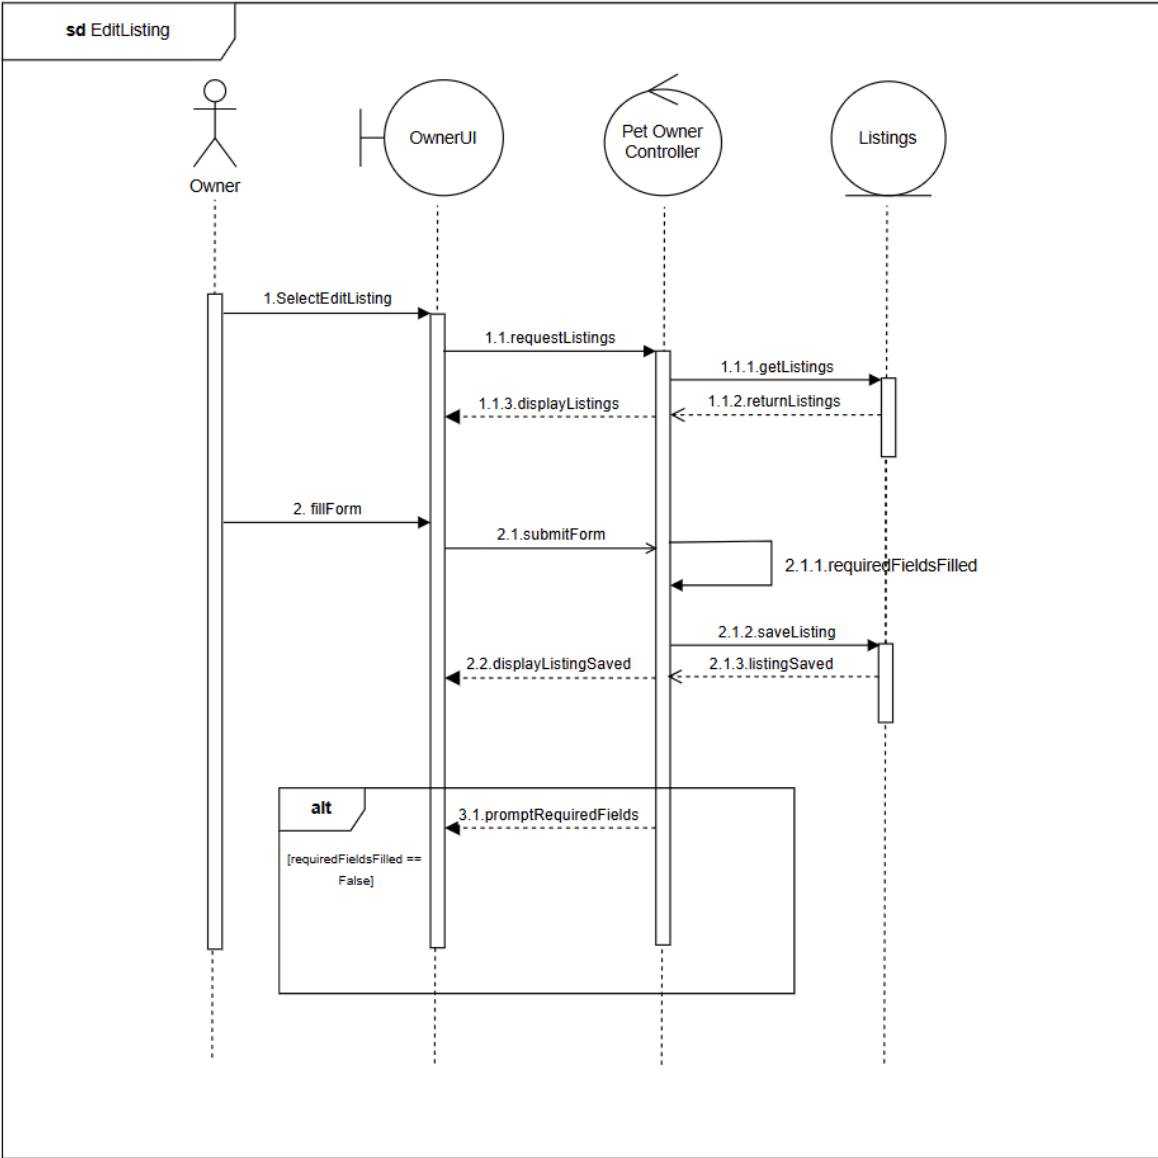 sd EditListing
Owner
OwnerUI
Pet Owner
Controller
Listings
1.SelectEditListing
1.1.requestListings
1.1.1.getListings
1.1.2.returnListings
1.1.3.displayListings
2. fillForm
2.1.submitForm
2.1.1.requiredFieldsFilled
2.1.2.saveListing
2.1.3.listingSaved
2.2.displayListingSaved
alt
3.1.promptRequiredFields
[requiredFieldsFilled ==
False]